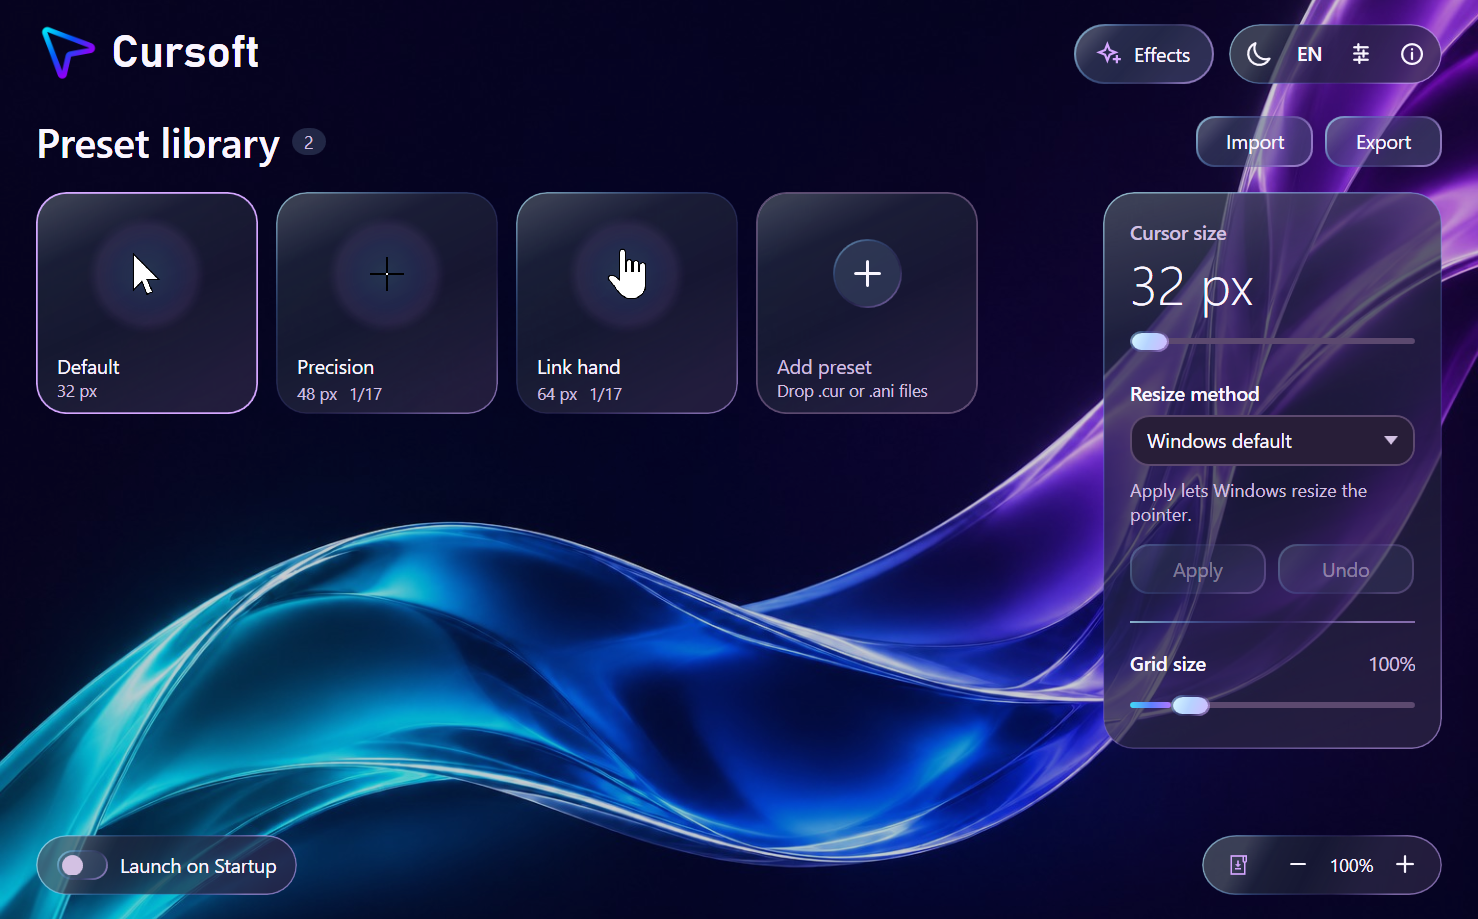 Cursoft
Effects
EN
Preset library 2
Import
Export
Default
32 px
Precision
48 px 1/17
Link hand
64 px 1/17
Add preset
Drop .cur or .ani files
Cursor size
32 px
Resize method
Windows default
Apply lets Windows resize the
pointer.
Apply
Undo
Grid size
100%
Launch on Startup
100%